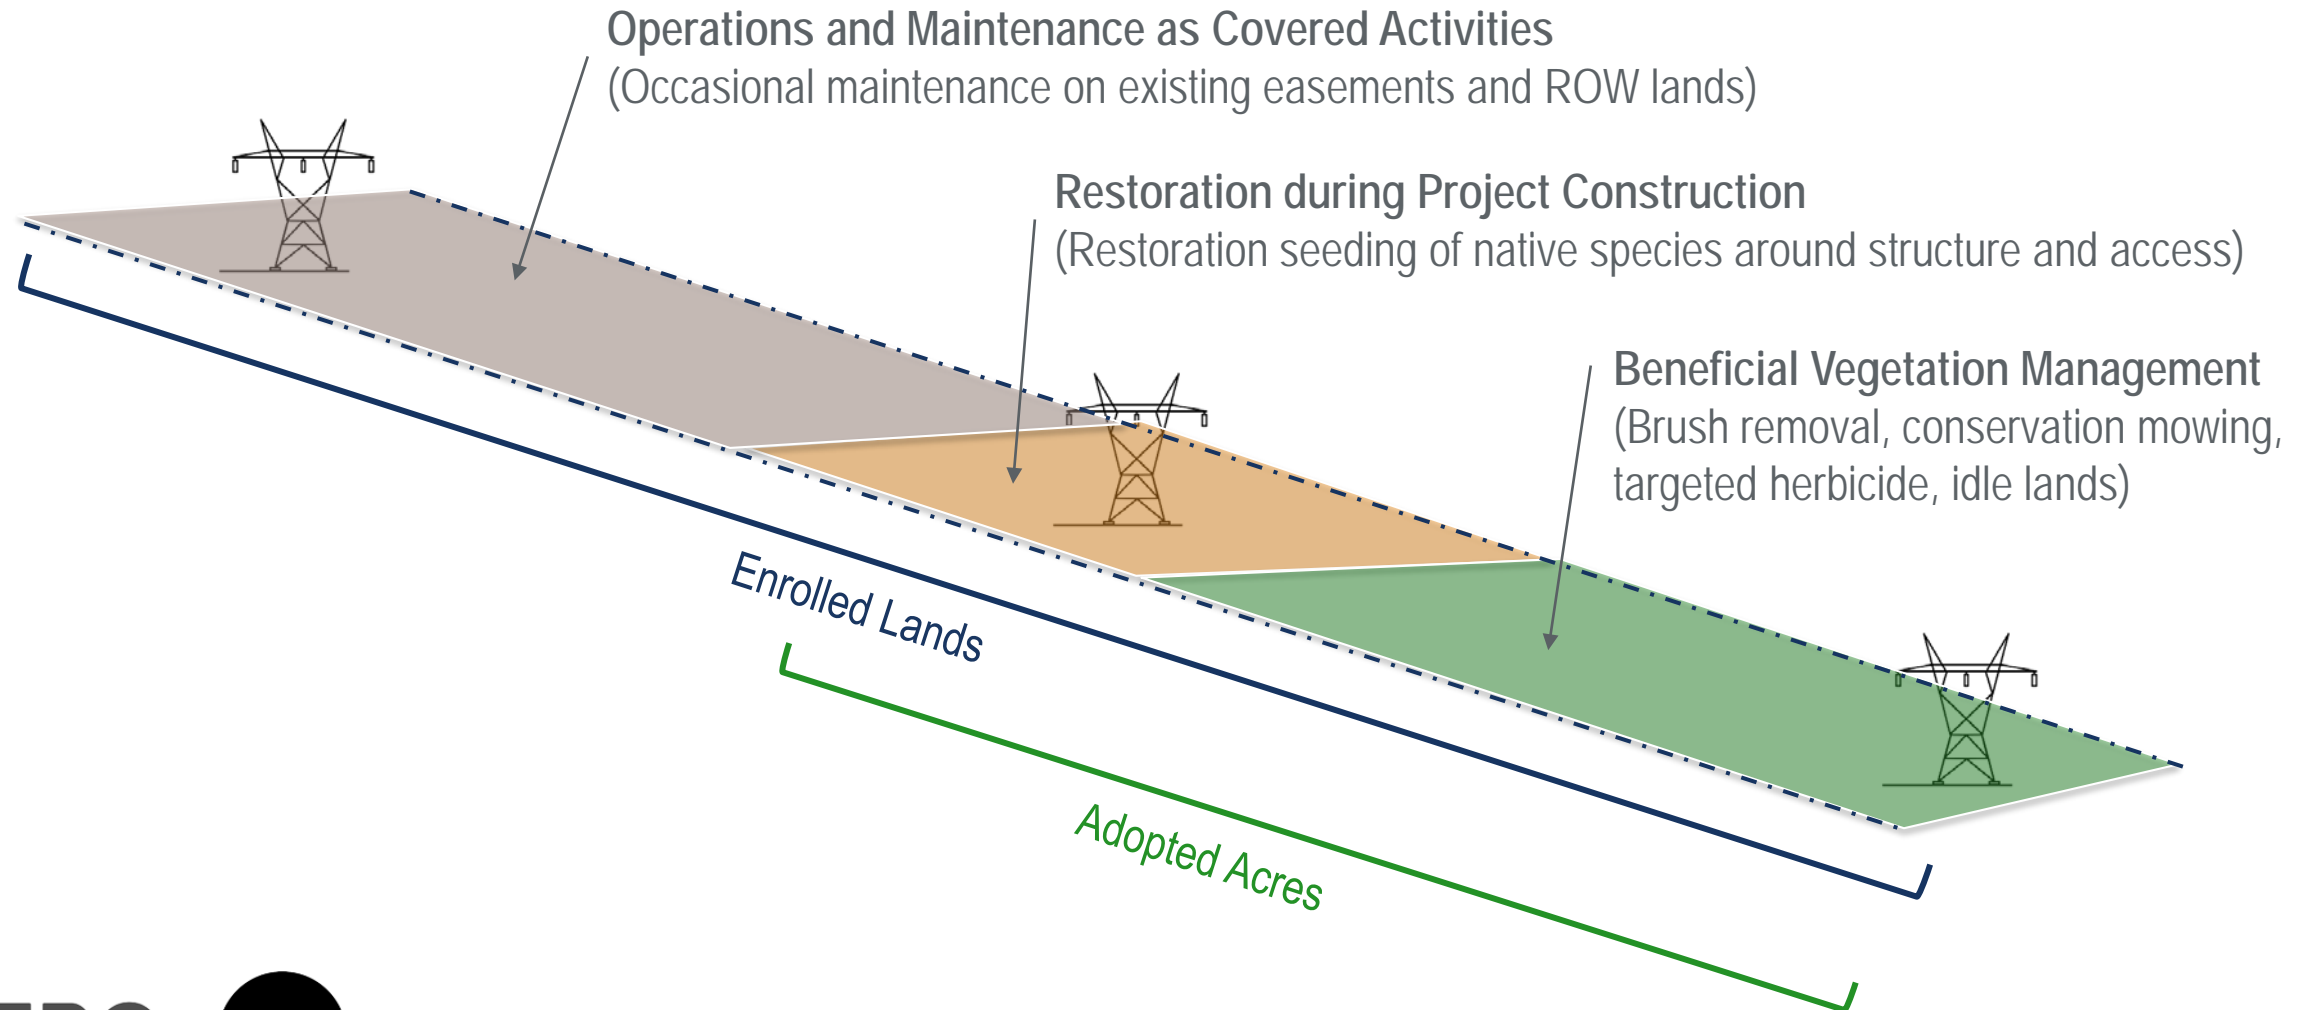 Operations and Maintenance as Covered Activities
(Occasional maintenance on existing easements and ROW lands)
Restoration during Project Construction
(Restoration seeding of native species around structure and access)
Beneficial Vegetation Management
(Brush removal, conservation mowing,
targeted herbicide, idle lands)
Enrolled Lands
Adopted Acres